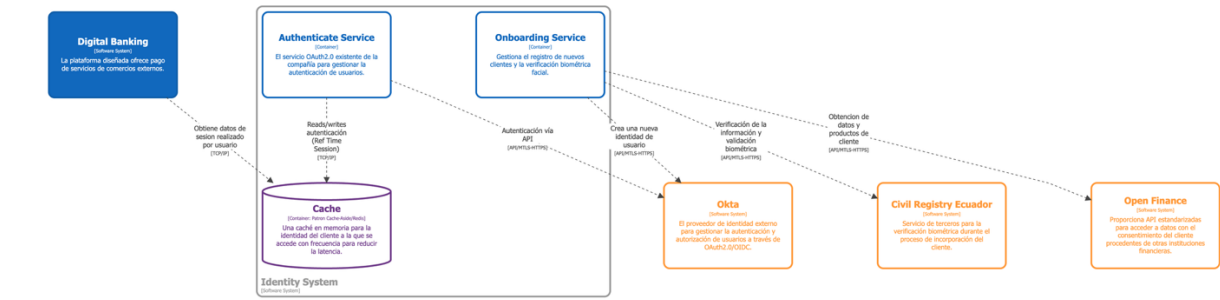 Digital Banking
[Software System]
La plataforma diseñada ofrece pago
de servicios de comercios externos.
Authenticate Service
[Container]
El servicio OAuth2.0 existente de la
compañía para gestionar la
autenticación de usuarios.
Onboarding Service
[Container]
Gestiona el registro de nuevos
clientes y la verificación biométrica
facial.
Obtiene datos de
sesion realizado
por usuario
[TCP/IP]
Reads/writes
autenticación
(Ref Time
Session)
[TCP/IP]
Autenticación vía
API
[API/MTLS-HTTPS]
Crea una nueva
identidad de
usuario
[API/MTLS-HTTPS]
Verificación de la
información y
validación
biométrica
[API/MTLS-HTTPS]
Obtencion de
datos y
productos de
cliente
[API/MTLS-HTTPS]
Cache
[Container: Patron Cache-Aside/Redis]
Una caché en memoria para la
identidad del cliente a la que se
accede con frecuencia para reducir
la latencia.
Okta
[Software System]
El proveedor de identidad externo
para gestionar la autenticación y
autorización de usuarios a través de
OAuth2.0/OIDC.
Civil Registry Ecuador
[Software System]
Servicio de terceros para la
verificación biométrica durante el
proceso de incorporación del
cliente.
Open Finance
[Software System]
Proporciona API estandarizadas
para acceder a datos con el
consentimiento del cliente
procedentes de otras instituciones
financieras.
Identity System
[Software System]